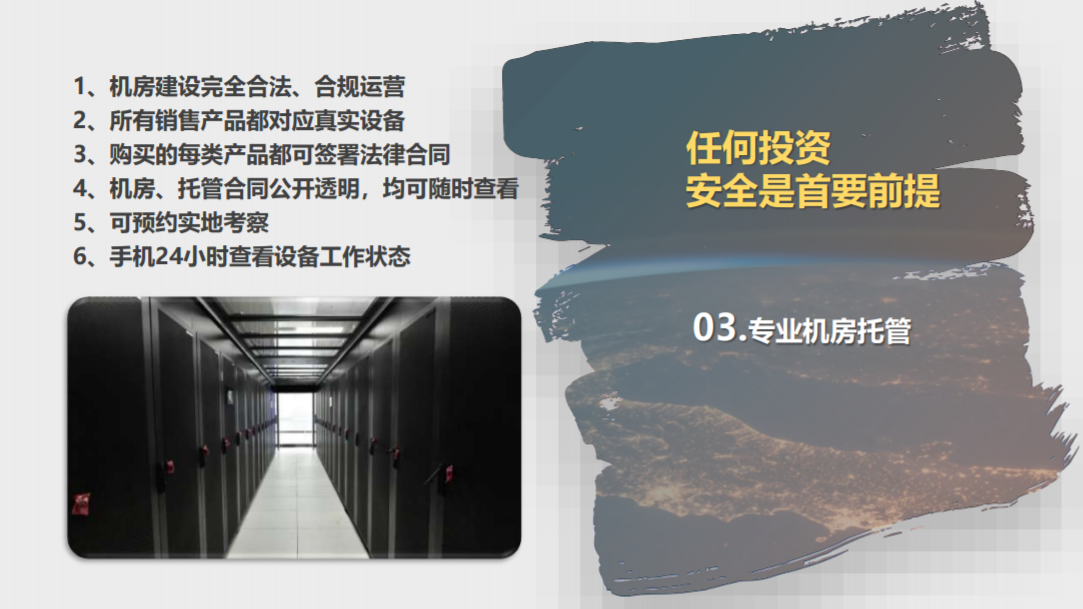 1、机房建设完全合法、合规运营
2、所有销售产品都对应真实设备
3、购买的每类产品都可签署法律合同
4、机房、托管合同公开透明，均可随时查看
5、可预约实地考察
6、手机24小时查看设备工作状态
任何投资
安全是首要前提
03.专业机房托管